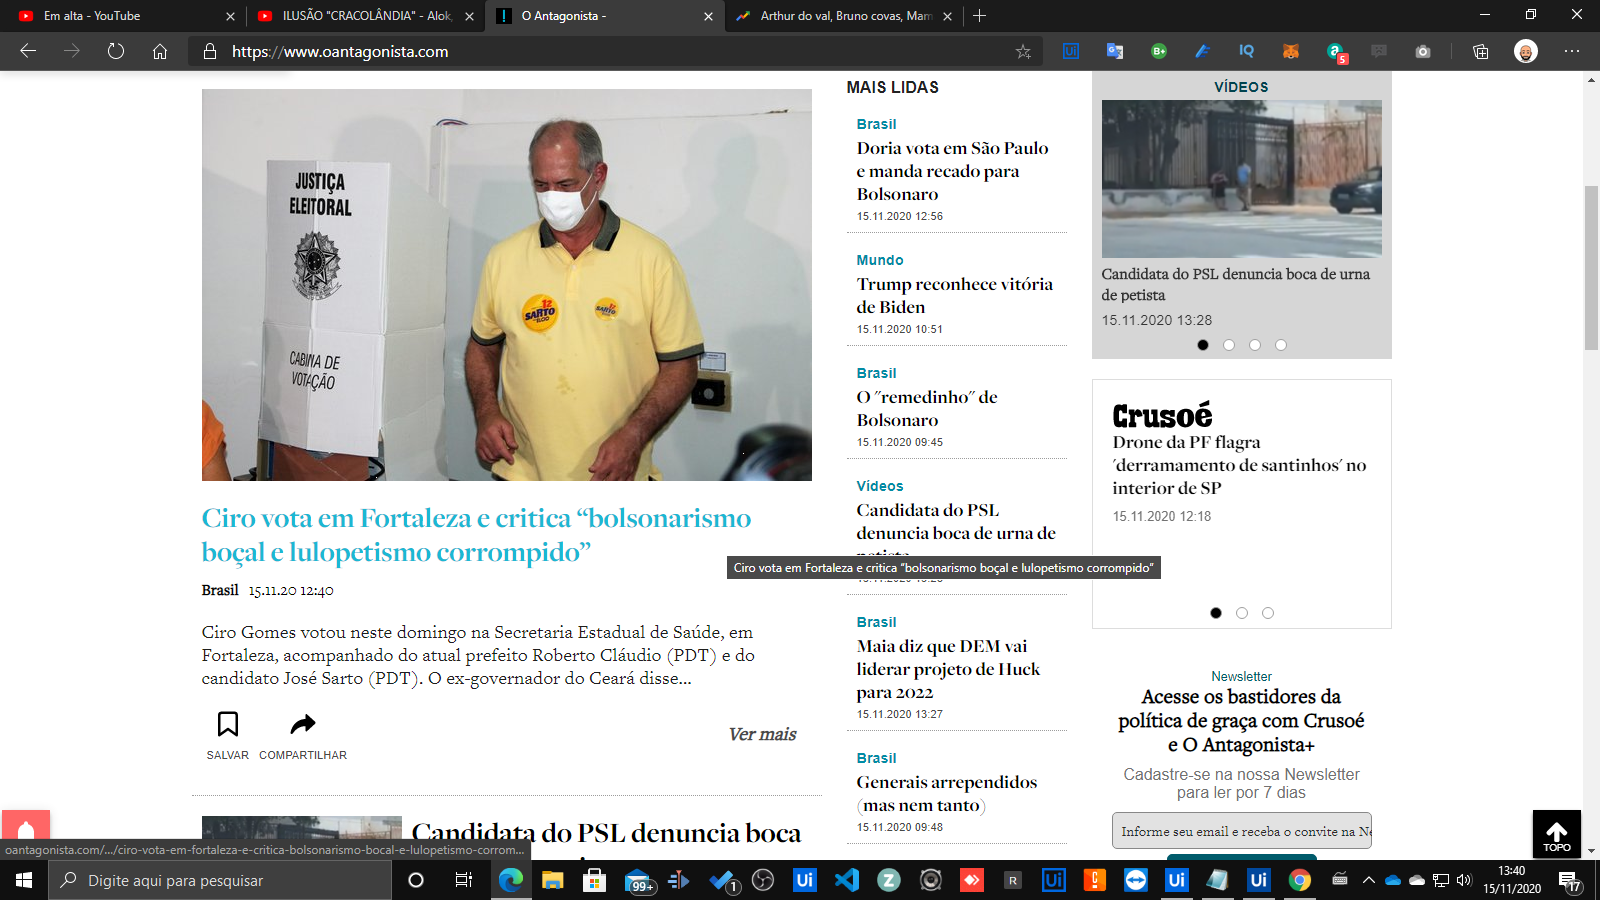 Em alta - YouTube
ILUSÃO "CRACOLÂNDIA" - Alok,
O Antagonista -
Arthur do val, Bruno covas, Mam
https://www.oantagonista.com
5
JUSTIÇA
ELEITORAL
CABINA DE
VOTAÇÃO
12
SARTO
SARTO
Ciro vota em Fortaleza e critica “bolsonarismo
boçal e lulopetismo corrompido”
Brasil 15.11.20 12:40
Ciro Gomes votou neste domingo na Secretaria Estadual de Saúde, em
Fortaleza, acompanhado do atual prefeito Roberto Cláudio (PDT) e do
candidato José Sarto (PDT). O ex-governador do Ceará disse...
SALVAR
COMPARTILHAR
Ver mais
Candidata do PSL denuncia boca
MAIS LIDAS
Brasil
Doria vota em São Paulo
e manda recado para
Bolsonaro
15.11.2020 12:56
Mundo
Trump reconhece vitória
de Biden
15.11.2020 10:51
Brasil
O "remedinho" de
Bolsonaro
15.11.2020 09:45
Vídeos
Candidata do PSL
denuncia boca de urna de
Ciro vota em Fortaleza e critica “bolsonarismo boçal e lulopetismo corrompido”
Brasil
Maia diz que DEM vai
liderar projeto de Huck
para 2022
15.11.2020 13:27
Brasil
Generais arrependidos
(mas nem tanto)
15.11.2020 09:48
VÍDEOS
Candidata do PSL denuncia boca de urna
de petista
15.11.2020 13:28
Crusoé
Drone da PF flagra
'derramamento de santinhos' no
interior de SP
15.11.2020 12:18
Newsletter
Acesse os bastidores da
política de graça com Crusoé
e O Antagonista+
Cadastre-se na nossa Newsletter
para ler por 7 dias
Informe seu email e receba o convite na Ne
TOPO
oantagonista.com/.../ciro-vota-em-fortaleza-e-critica-bolsonarismo-bocal-e-lulopetismo-corrom...
Digite aqui para pesquisar
99+
1
13:40
15/11/2020
17